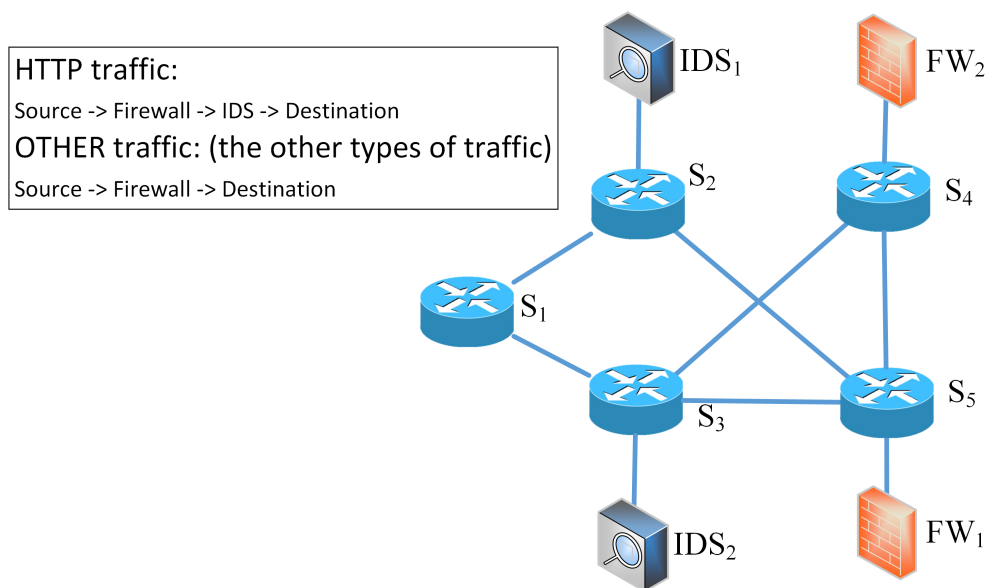 HTTP traffic:
Source -> Firewall -> IDS -> Destination
OTHER traffic: (the other types of traffic)
Source -> Firewall -> Destination
IDS₁
FW₂
S₂
S₄
S₁
S₃
S₅
IDS₂
FW₁